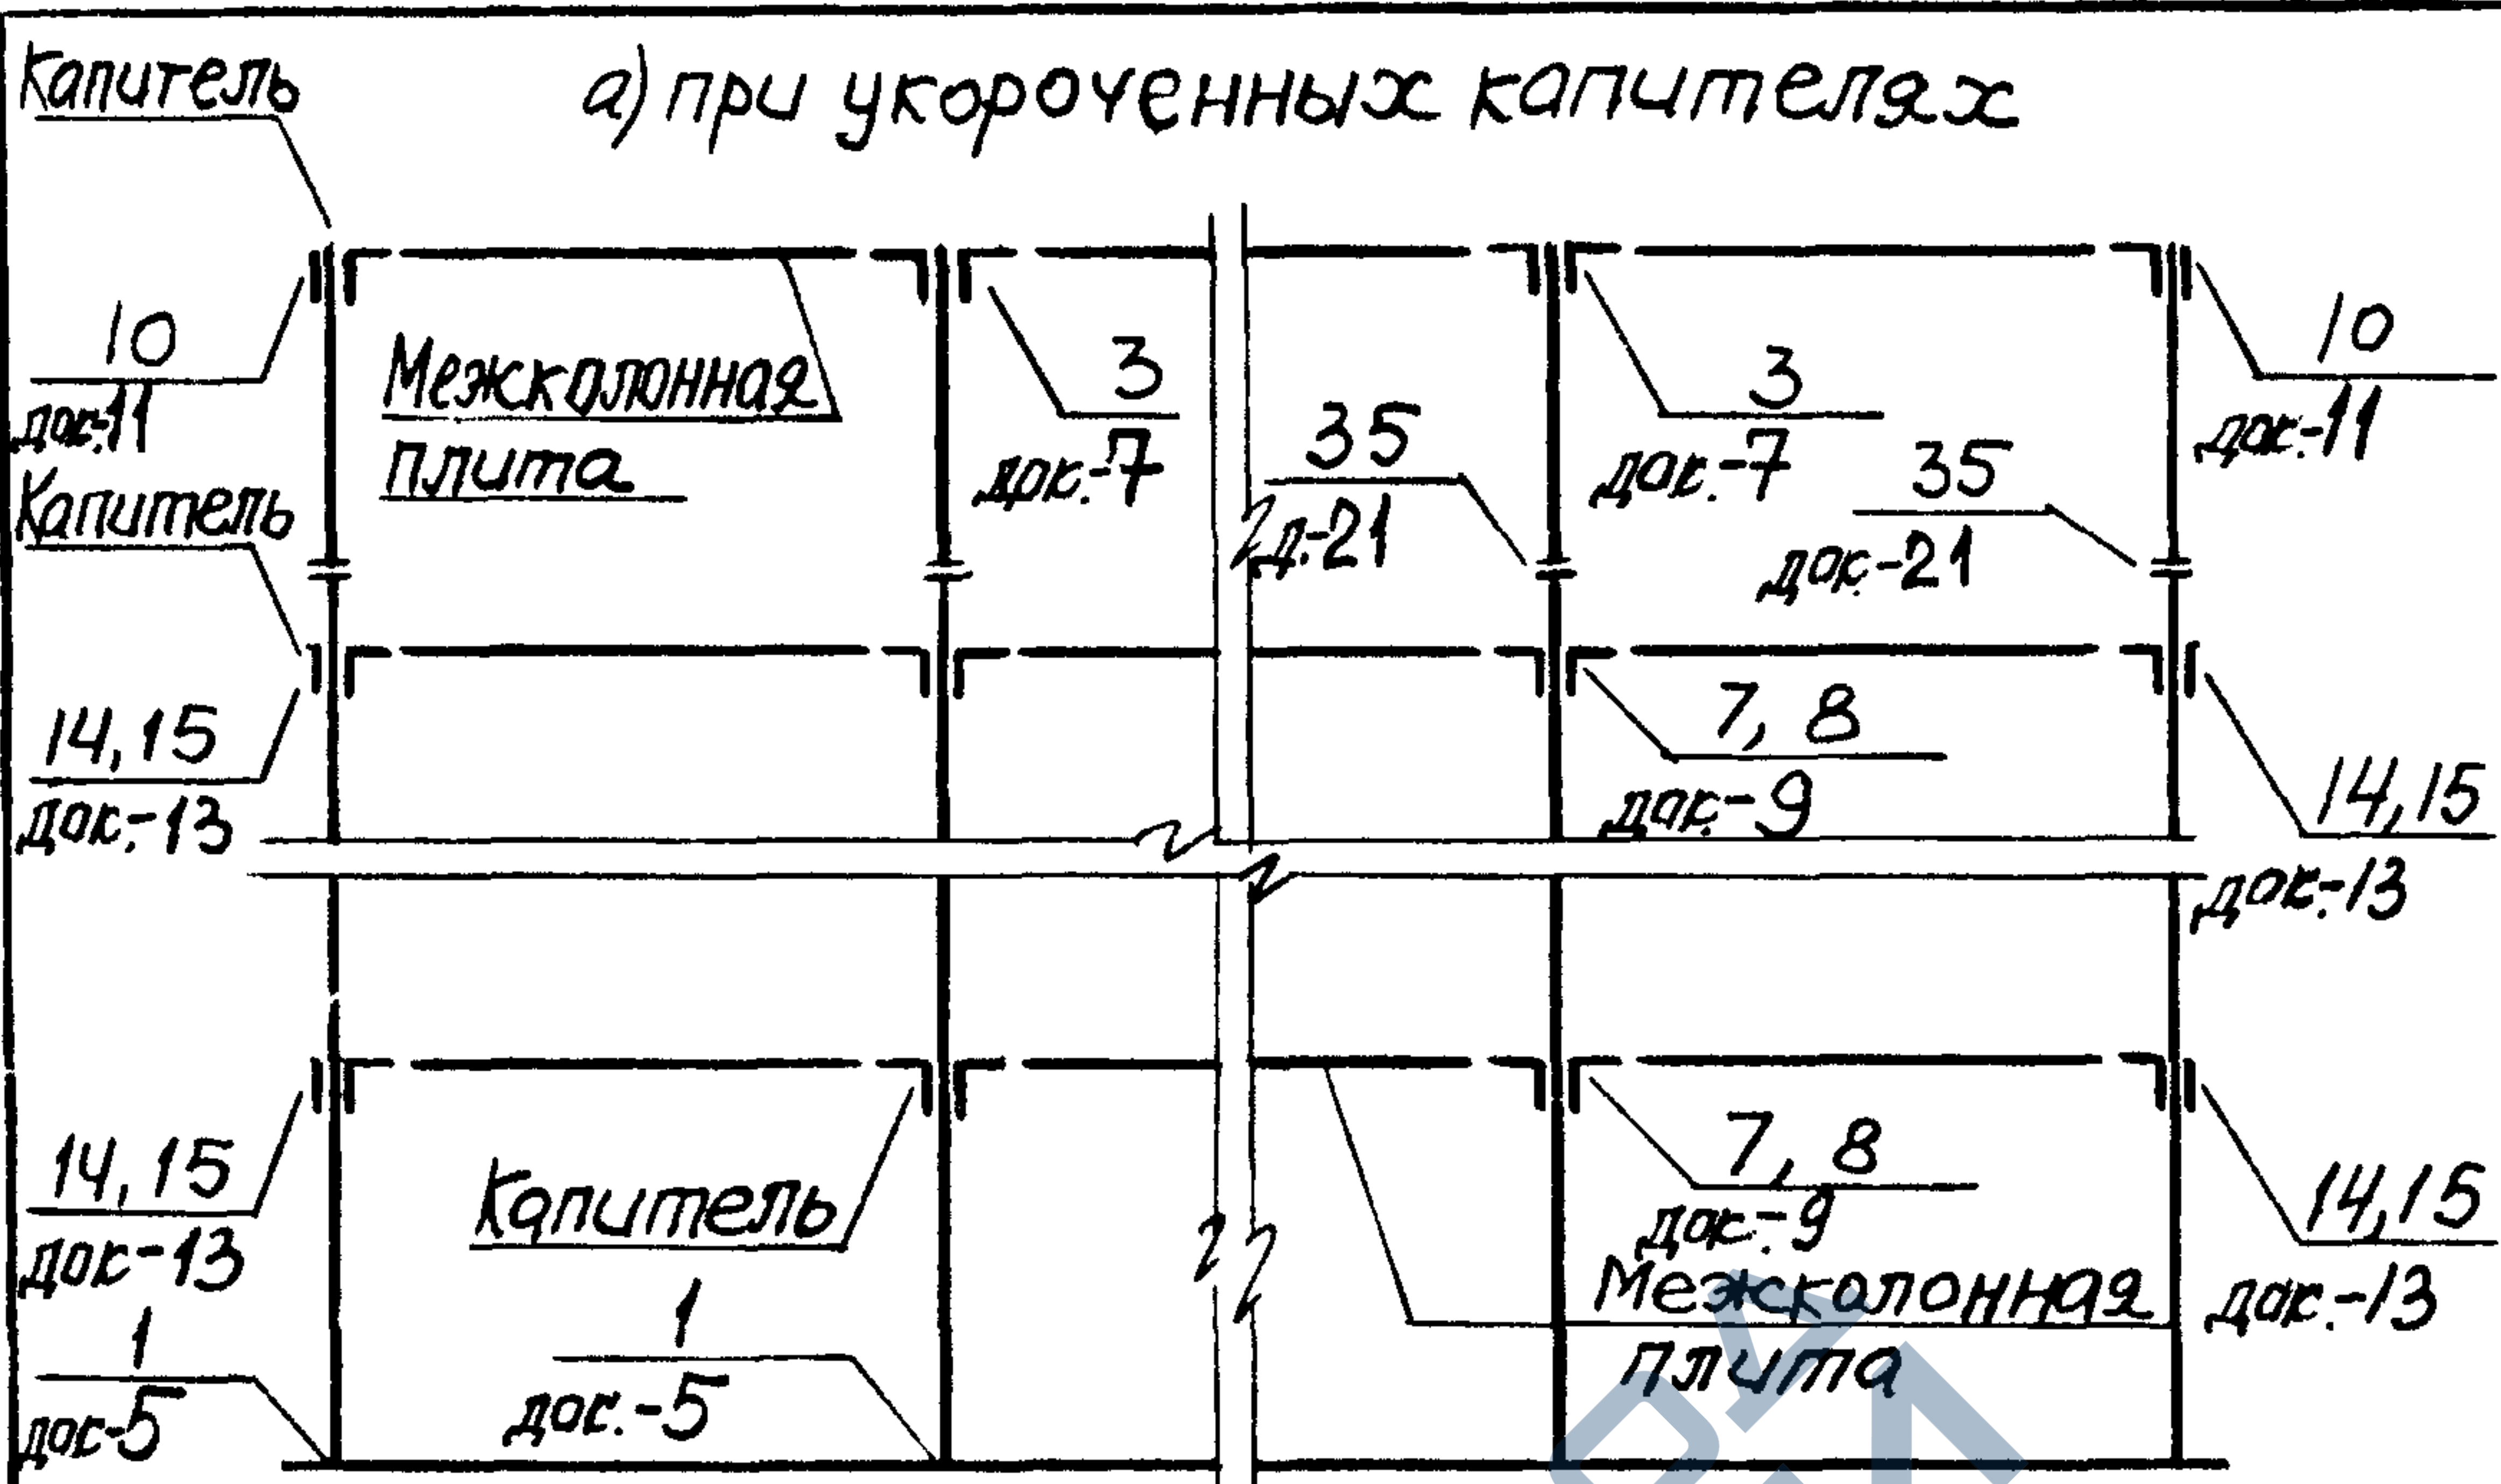 Капитель
а) при укороченных капителях
10
док-11
Межколонная
плита
3
док.-7
35
д.-21
3
док.-7
35
док-21
10
док.-11
Капитель
14,15
док.-13
7, 8
док-9
14,15
док.-13
14,15
док-13
Капитель
7, 8
док.-9
Межколонная
плита
14,15
док.-13
1
док-5
1
док.-5